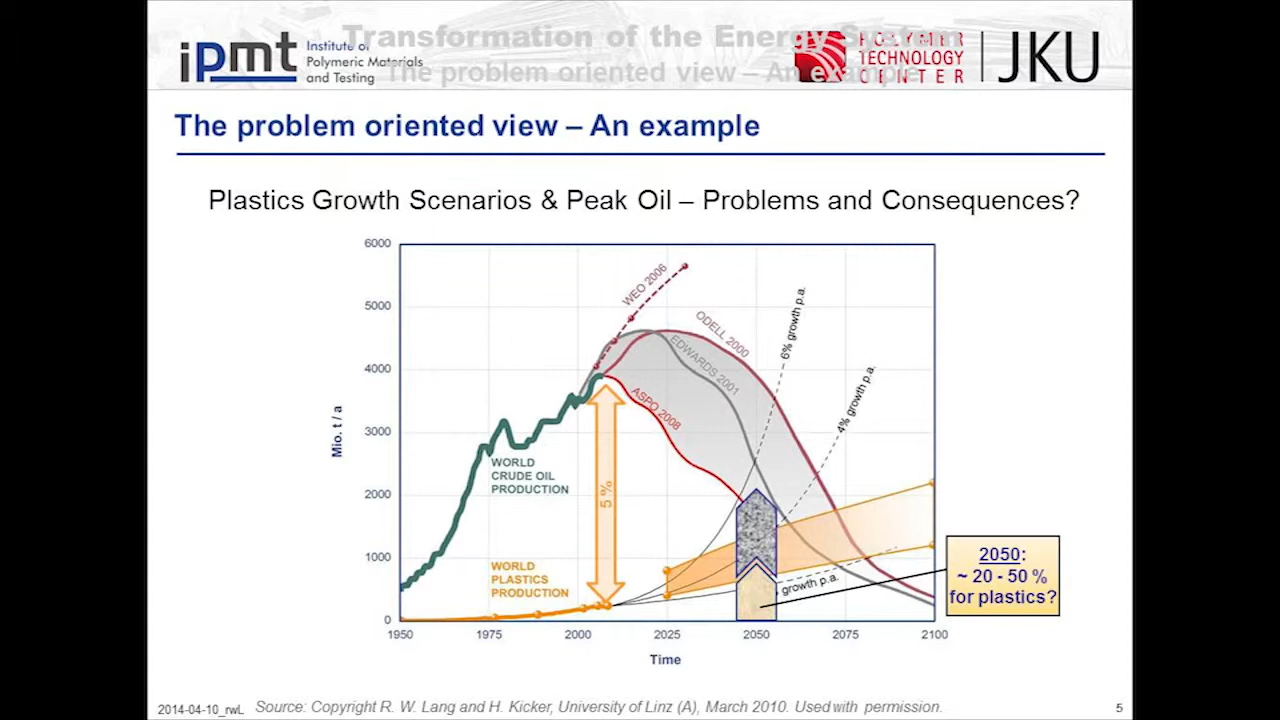 Transformation of the Energy System
The problem oriented view – An example
ipmt
Institute of
Polymeric Materials
and Testing
POLYMER
TECHNOLOGY
CENTER
JKU
The problem oriented view – An example
Plastics Growth Scenarios & Peak Oil – Problems and Consequences?
6000
5000
4000
3000
2000
1000
0
Mio. t / a
WEO 2006
ODELL 2000
EDWARDS 2001
ASPO 2008
6% growth p.a.
4% growth p.a.
growth p.a.
WORLD
CRUDE OIL
PRODUCTION
5 %
WORLD
PLASTICS
PRODUCTION
2050:
~ 20 - 50 %
for plastics?
1950
1975
2000
2025
2050
2075
2100
Time
2014-04-10_rwL
Source: Copyright R. W. Lang and H. Kicker, University of Linz (A), March 2010. Used with permission.
5